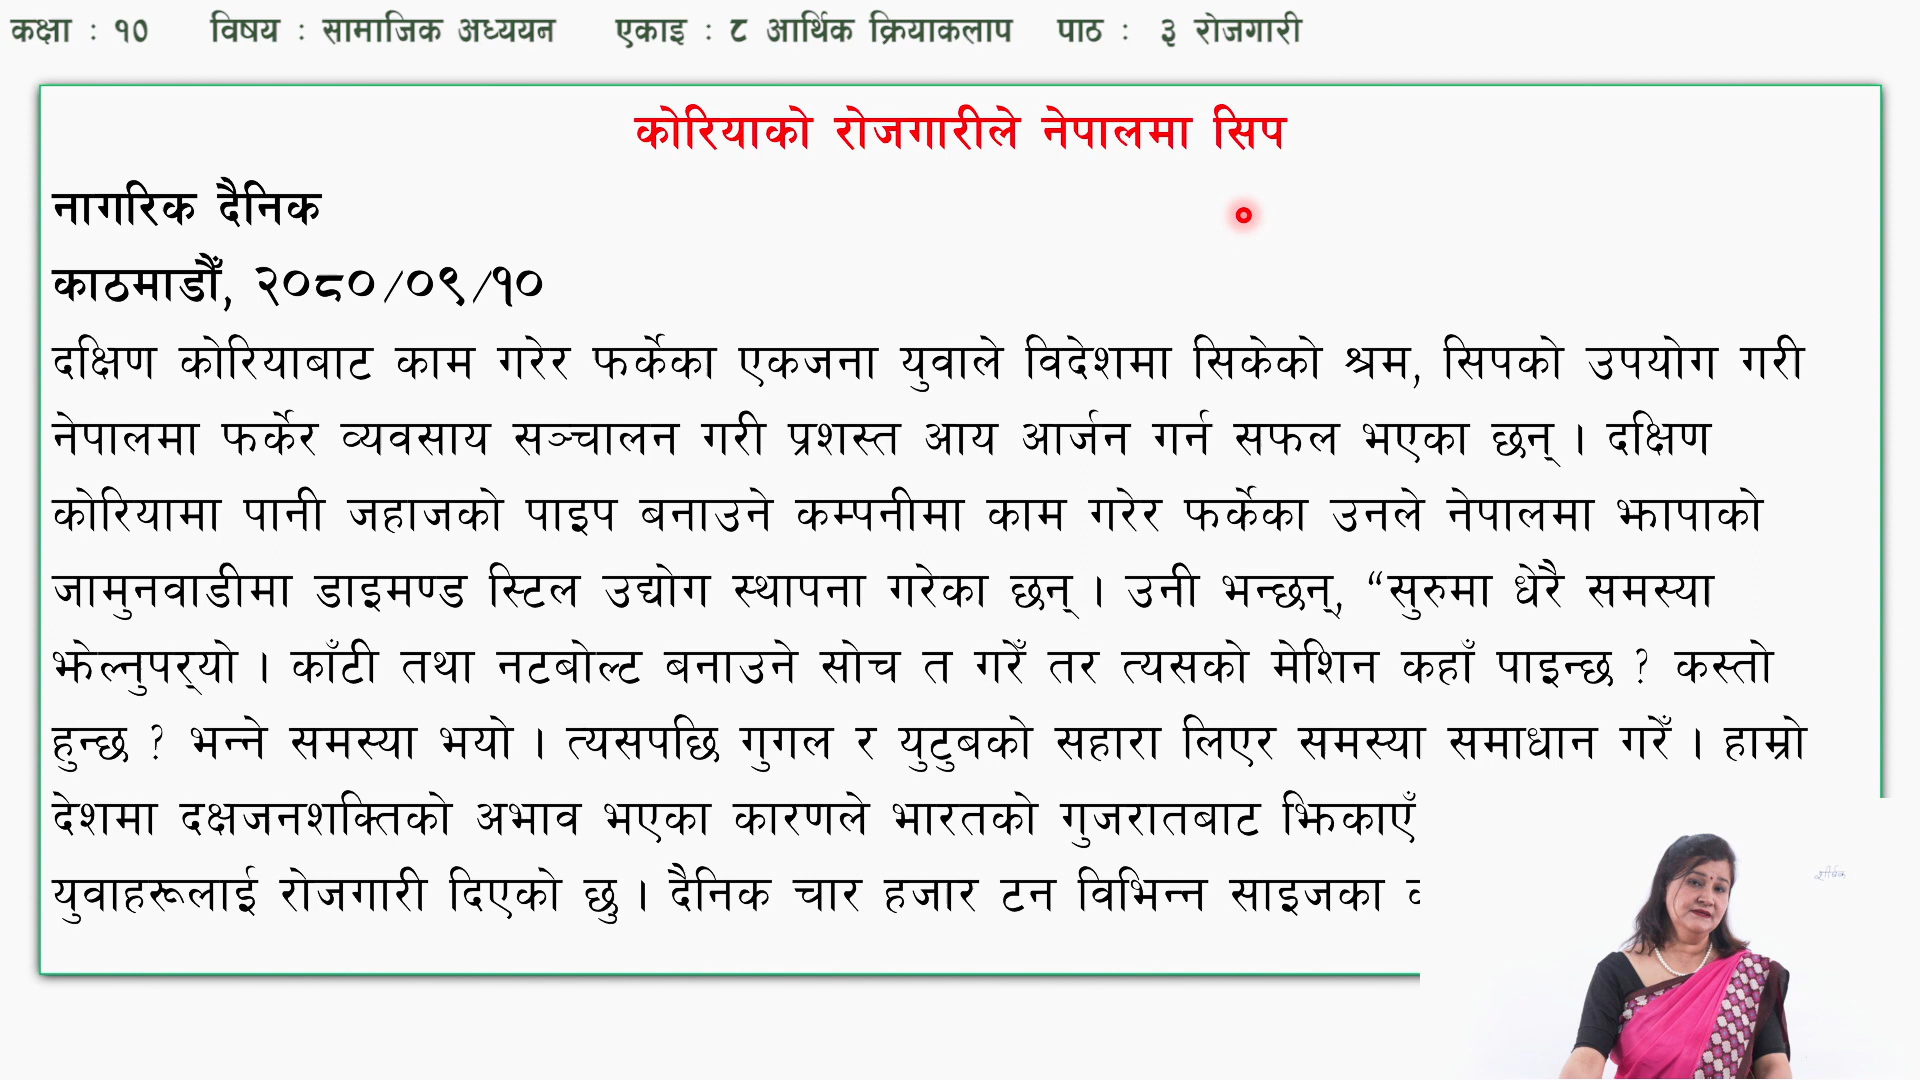 कक्षा : १० विषय : सामाजिक अध्ययन एकाइ : ८ आर्थिक क्रियाकलाप पाठ : ३ रोजगारी
कोरियाको रोजगारीले नेपालमा सिप
नागरिक दैनिक
काठमाडौँ, २०८०/०९/१०
दक्षिण कोरियाबाट काम गरेर फर्केका एकजना युवाले विदेशमा सिकेको श्रम, सिपको उपयोग गरी
नेपालमा फर्केर व्यवसाय सञ्चालन गरी प्रशस्त आय आर्जन गर्न सफल भएका छन् । दक्षिण
कोरियामा पानी जहाजको पाइप बनाउने कम्पनीमा काम गरेर फर्केका उनले नेपालमा झापाको
जामुनवाडीमा डाइमण्ड स्टिल उद्योग स्थापना गरेका छन् । उनी भन्छन्, “सुरुमा धेरै समस्या
झेल्नुपर्‍यो । काँटी तथा नटबोल्ट बनाउने सोच त गरेँ तर त्यसको मेशिन कहाँ पाइन्छ ? कस्तो
हुन्छ ? भन्ने समस्या भयो । त्यसपछि गुगल र युटुबको सहारा लिएर समस्या समाधान गरेँ । हाम्रो
देशमा दक्षजनशक्तिको अभाव भएका कारणले भारतको गुजरातबाट झिकाएँ
युवाहरूलाई रोजगारी दिएको छु । दैनिक चार हजार टन विभिन्न साइजका
शीर्षक